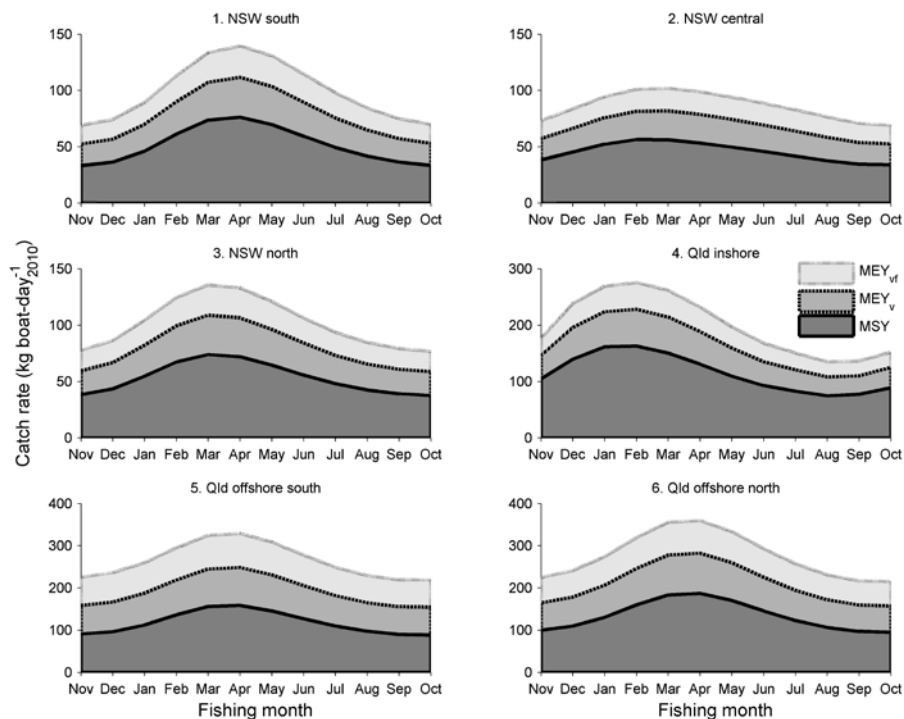 1. NSW south
150
100
50
0
Nov Dec Jan Feb Mar Apr May Jun Jul Aug Sep Oct
2. NSW central
150
100
50
0
Nov Dec Jan Feb Mar Apr May Jun Jul Aug Sep Oct
Catch rate (kg boat-day⁻¹₂₀₁₀)
3. NSW north
150
100
50
0
Nov Dec Jan Feb Mar Apr May Jun Jul Aug Sep Oct
4. Qld inshore
300
200
100
0
MEYvf
MEYv
MSY
Nov Dec Jan Feb Mar Apr May Jun Jul Aug Sep Oct
5. Qld offshore south
400
300
200
100
0
Nov Dec Jan Feb Mar Apr May Jun Jul Aug Sep Oct
Fishing month
6. Qld offshore north
400
300
200
100
0
Nov Dec Jan Feb Mar Apr May Jun Jul Aug Sep Oct
Fishing month